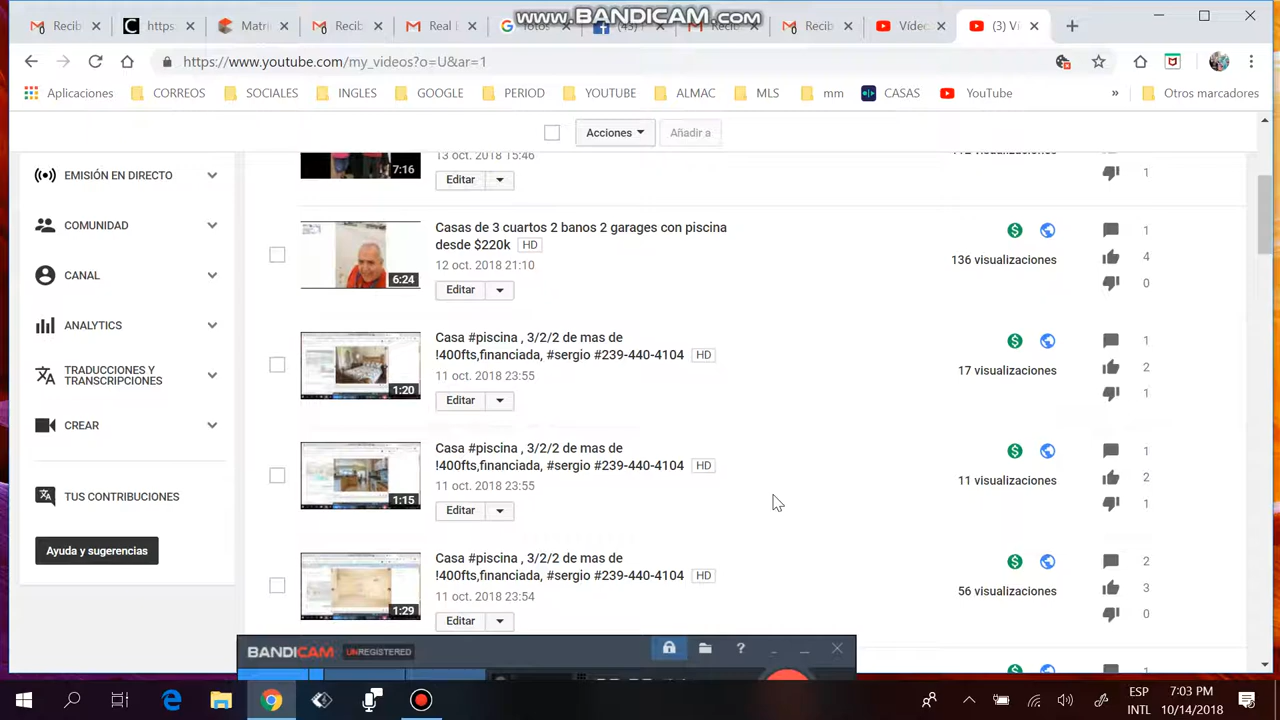 www.BANDICAM.com
Recib
https
Matri
Recib
Real
Recib
Vídeo
(3) Ví
https://www.youtube.com/my_videos?o=U&ar=1
Aplicaciones CORREOS SOCIALES INGLES GOOGLE PERIOD YOUTUBE ALMAC MLS mm CASAS YouTube » Otros marcadores
Acciones Añadir a
EMISIÓN EN DIRECTO
COMUNIDAD
CANAL
ANALYTICS
TRADUCCIONES Y
TRANSCRIPCIONES
CREAR
TUS CONTRIBUCIONES
Ayuda y sugerencias
7:16
13 oct. 2018 15:46
Editar
1
Casas de 3 cuartos 2 banos 2 garages con piscina
desde $220k HD
12 oct. 2018 21:10
6:24
Editar
136 visualizaciones
1
4
0
Casa #piscina , 3/2/2 de mas de
!400fts,financiada, #sergio #239-440-4104 HD
11 oct. 2018 23:55
1:20
Editar
17 visualizaciones
1
2
1
Casa #piscina , 3/2/2 de mas de
!400fts,financiada, #sergio #239-440-4104 HD
11 oct. 2018 23:55
1:15
Editar
11 visualizaciones
1
2
1
Casa #piscina , 3/2/2 de mas de
!400fts,financiada, #sergio #239-440-4104 HD
11 oct. 2018 23:54
1:29
Editar
56 visualizaciones
2
3
0
1
BANDICAM UNREGISTERED ?
ESP
INTL
7:03 PM
10/14/2018